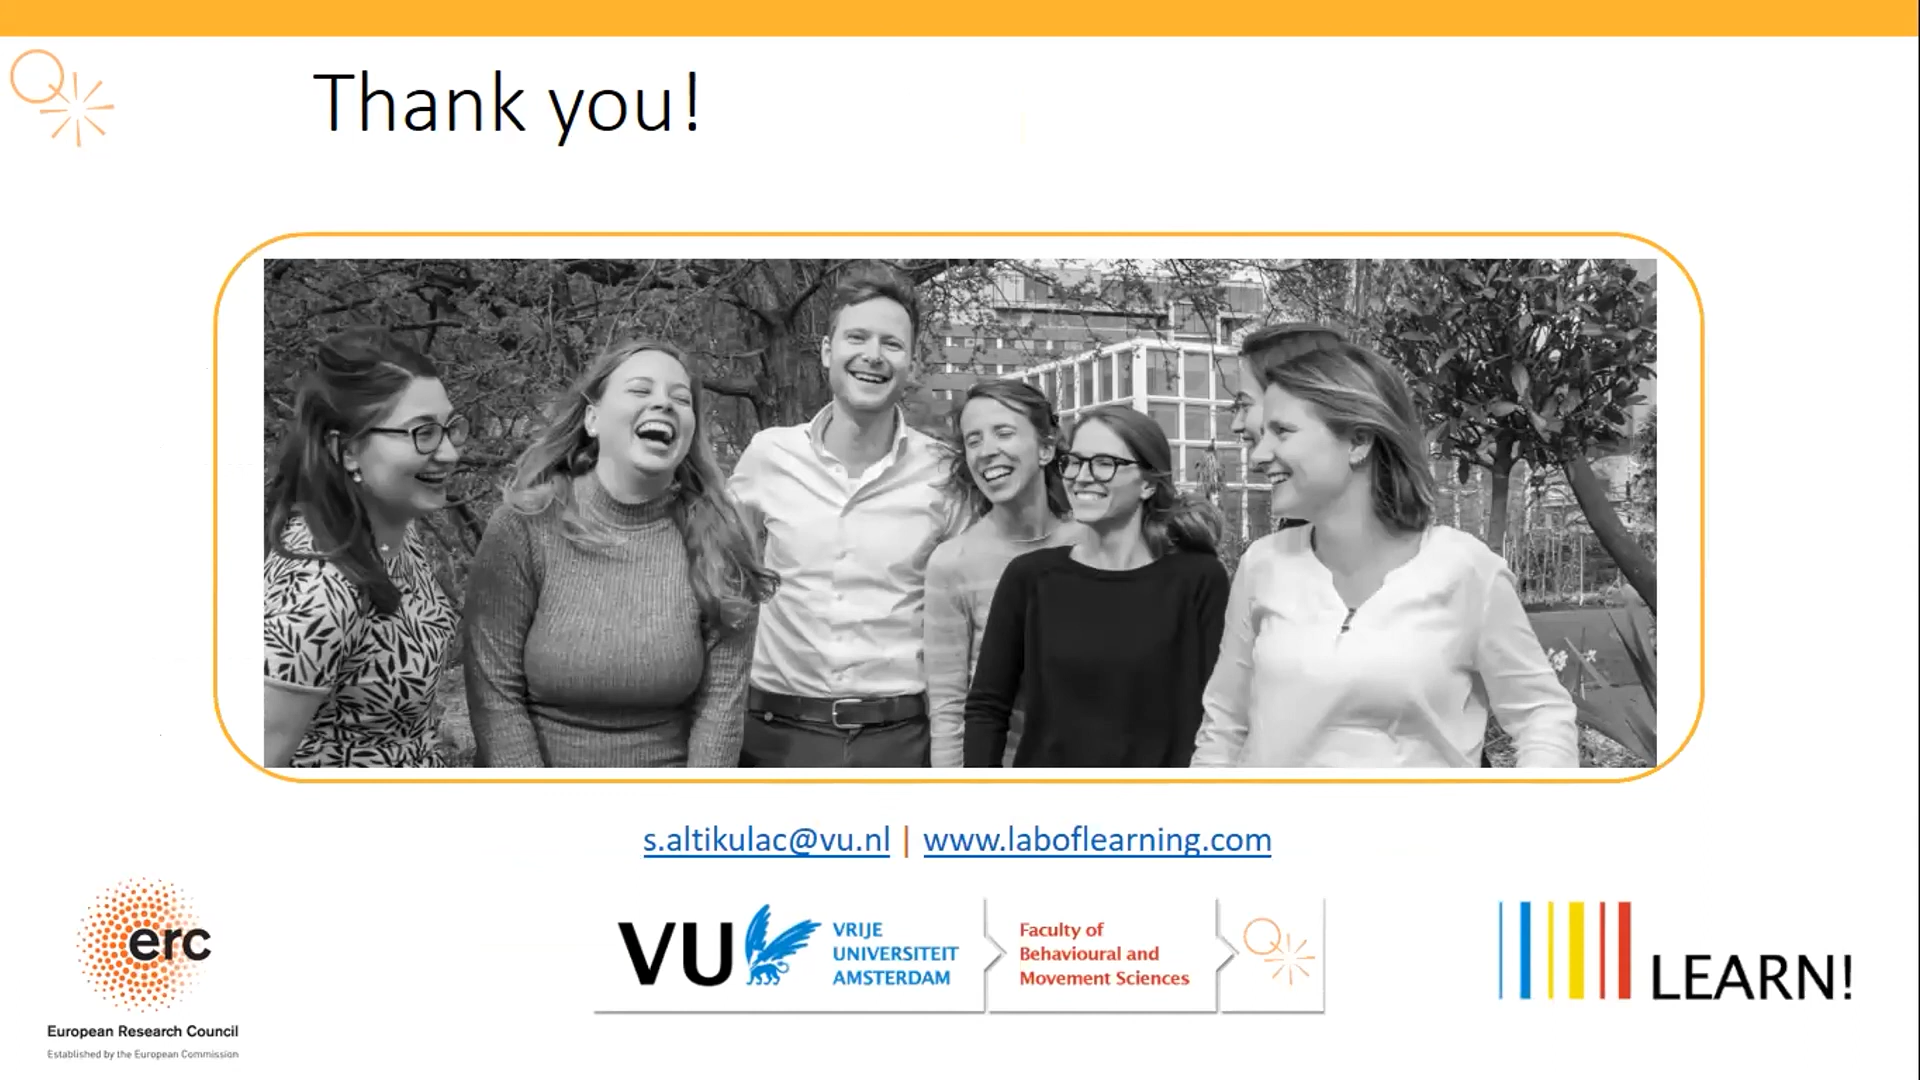 Thank you!
s.altikulac@vu.nl | www.laboflearning.com
erc
European Research Council
Established by the European Commission
VU
VRIJE
UNIVERSITEIT
AMSTERDAM
Faculty of
Behavioural and
Movement Sciences
LEARN!